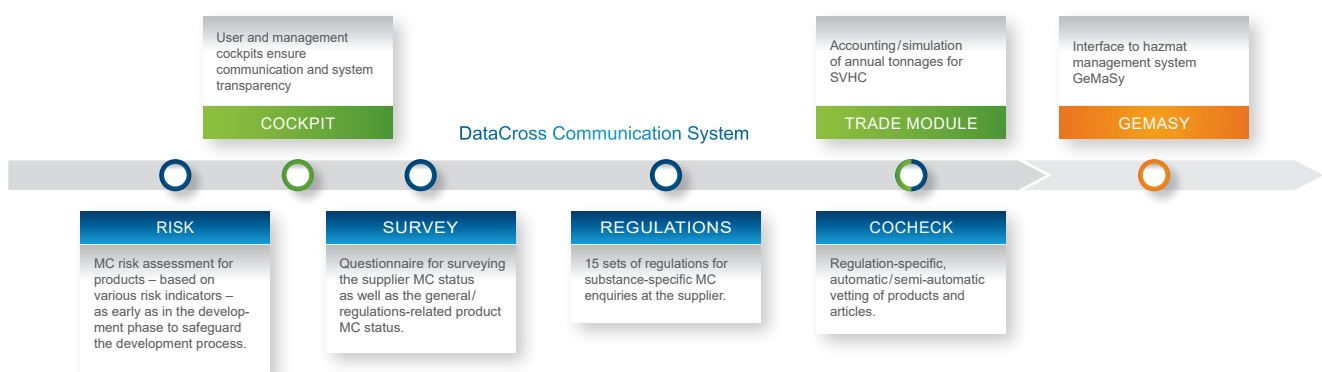 User and management
cockpits ensure
communication and system
transparency
COCKPIT
DataCross Communication System
Accounting/simulation
of annual tonnages for
SVHC
TRADE MODULE
Interface to hazmat
management system
GeMaSy
GEMASY
RISK
MC risk assessment for
products – based on
various risk indicators –
as early as in the develop-
ment phase to safeguard
the development process.
SURVEY
Questionnaire for surveying
the supplier MC status
as well as the general/
regulations-related product
MC status.
REGULATIONS
15 sets of regulations for
substance-specific MC
enquiries at the supplier.
COCHECK
Regulation-specific,
automatic/semi-automatic
vetting of products and
articles.